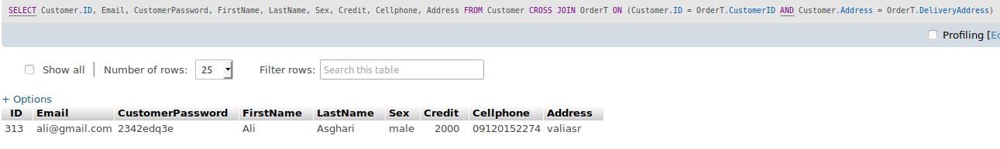 SELECT Customer.ID, Email, CustomerPassword, FirstName, LastName, Sex, Credit, Cellphone, Address FROM Customer CROSS JOIN OrderT ON (Customer.ID = OrderT.CustomerID AND Customer.Address = OrderT.DeliveryAddress)
Profiling [Ed
Show all | Number of rows: 25 Filter rows: Search this table
+ Options
ID Email CustomerPassword FirstName LastName Sex Credit Cellphone Address
313 ali@gmail.com 2342edq3e Ali Asghari male 2000 09120152274 valiasr